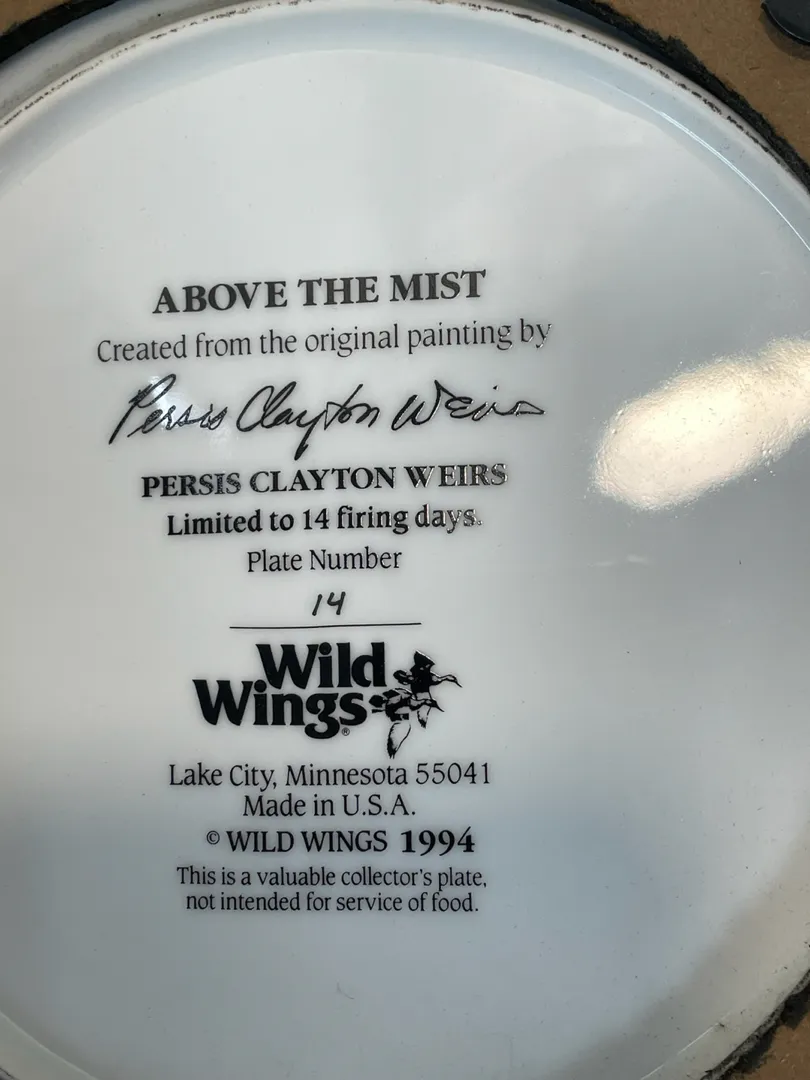 ABOVE THE MIST
Created from the original painting by
Persis Clayton Weirs
PERSIS CLAYTON WEIRS
Limited to 14 firing days.
Plate Number
14
Wild
Wings®
Lake City, Minnesota 55041
Made in U.S.A.
© WILD WINGS 1994
This is a valuable collector's plate,
not intended for service of food.